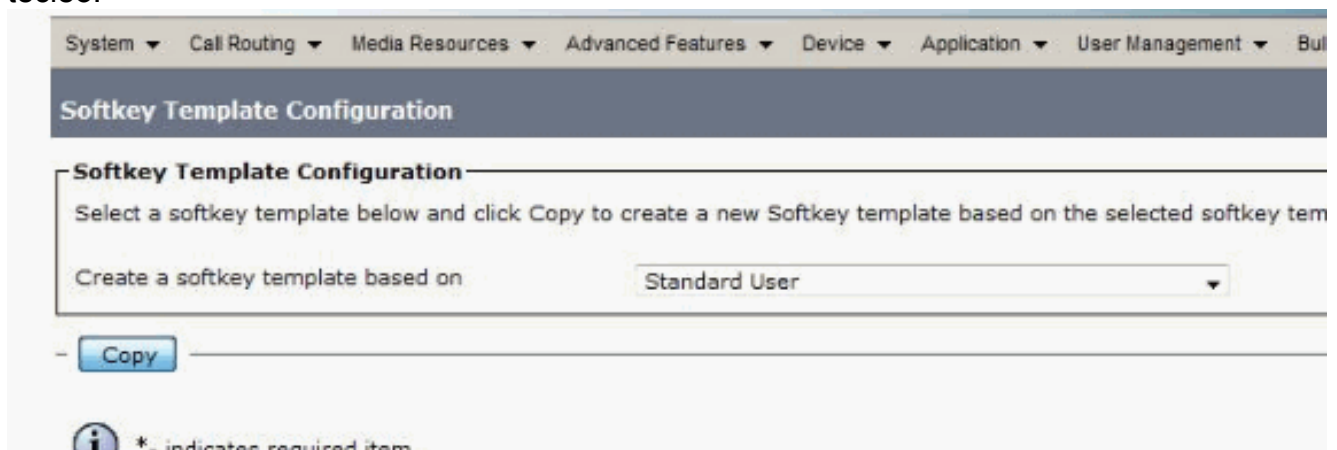 System Call Routing Media Resources Advanced Features Device Application User Management Bul
Softkey Template Configuration
Softkey Template Configuration
Select a softkey template below and click Copy to create a new Softkey template based on the selected softkey tem
Create a softkey template based on Standard User
Copy
i *- indicates required item